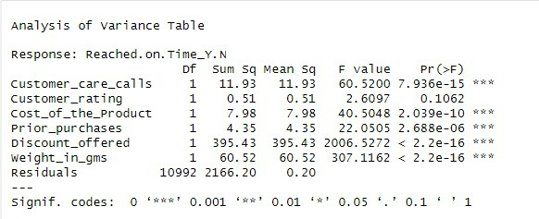 Analysis of Variance Table
Response: Reached.on.Time_Y.N
Df Sum Sq Mean Sq F value Pr(>F)
Customer_care_calls 1 11.93 11.93 60.5200 7.936e-15 ***
Customer_rating 1 0.51 0.51 2.6097 0.1062
Cost_of_the_Product 1 7.98 7.98 40.5048 2.039e-10 ***
Prior_purchases 1 4.35 4.35 22.0505 2.688e-06 ***
Discount_offered 1 395.43 395.43 2006.5272 < 2.2e-16 ***
Weight_in_gms 1 60.52 60.52 307.1162 < 2.2e-16 ***
Residuals 10992 2166.20 0.20
---
Signif. codes: 0 ‘***’ 0.001 ‘**’ 0.01 ‘*’ 0.05 ‘.’ 0.1 ‘ ’ 1